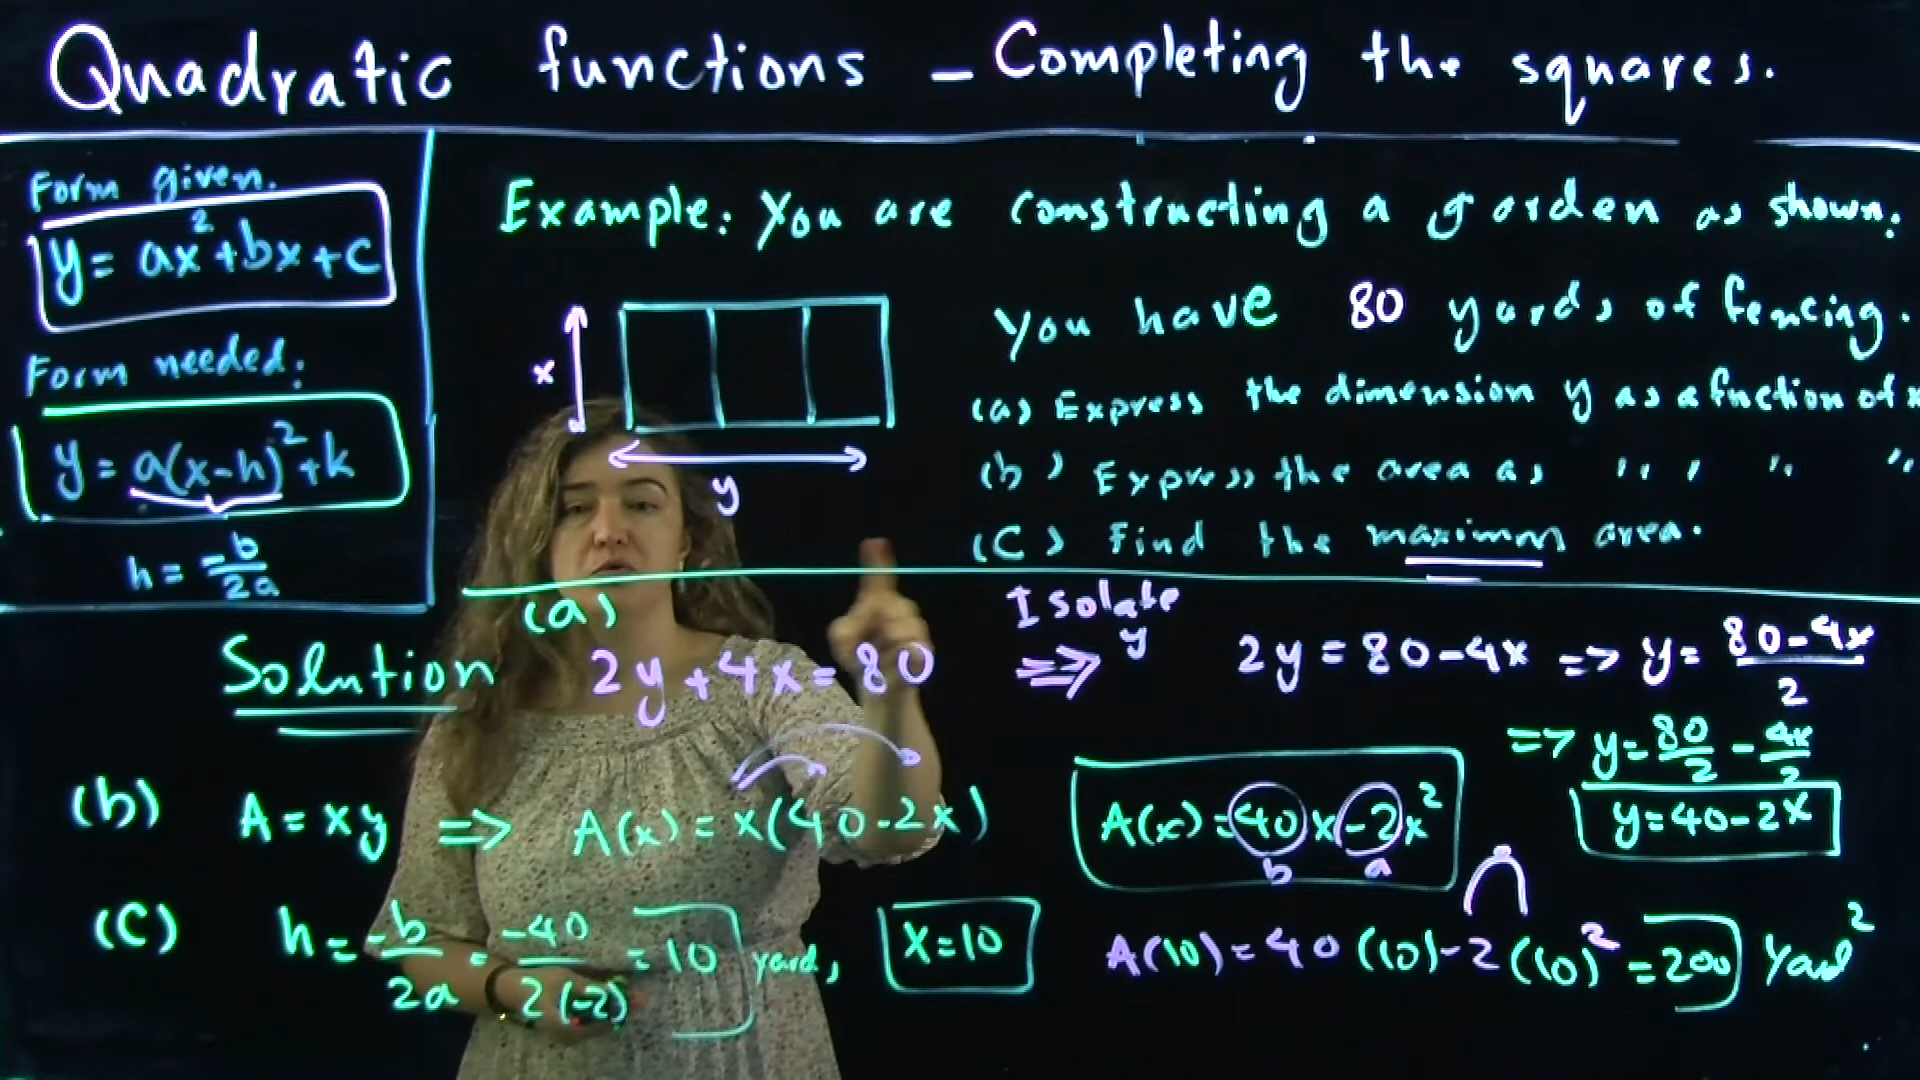 Quadratic functions - Completing the squares.
Form given.
y = ax²+bx+c
Form needed:
y = a(x-h)²+k
h = -b/2a
Example: You are constructing a garden as shown:
You have 80 yards of fencing.
x
y
(a) Express the dimension y as a fnction of x
(b) Express the area as " " "
(c) Find the maximum area.
Solution
(a)
2y+4x=80 => Isolate y
2y=80-4x => y= 80-4x/2
=> y= 80/2 - 4x/2
y=40-2x
(b) A=xy => A(x)=x(40-2x)
A(x)=40x-2x²
b a
(c) h= -b/2a = -40/2(-2) =10 yard, x=10
A(10)=40(10)-2(10)²=200 Yard²